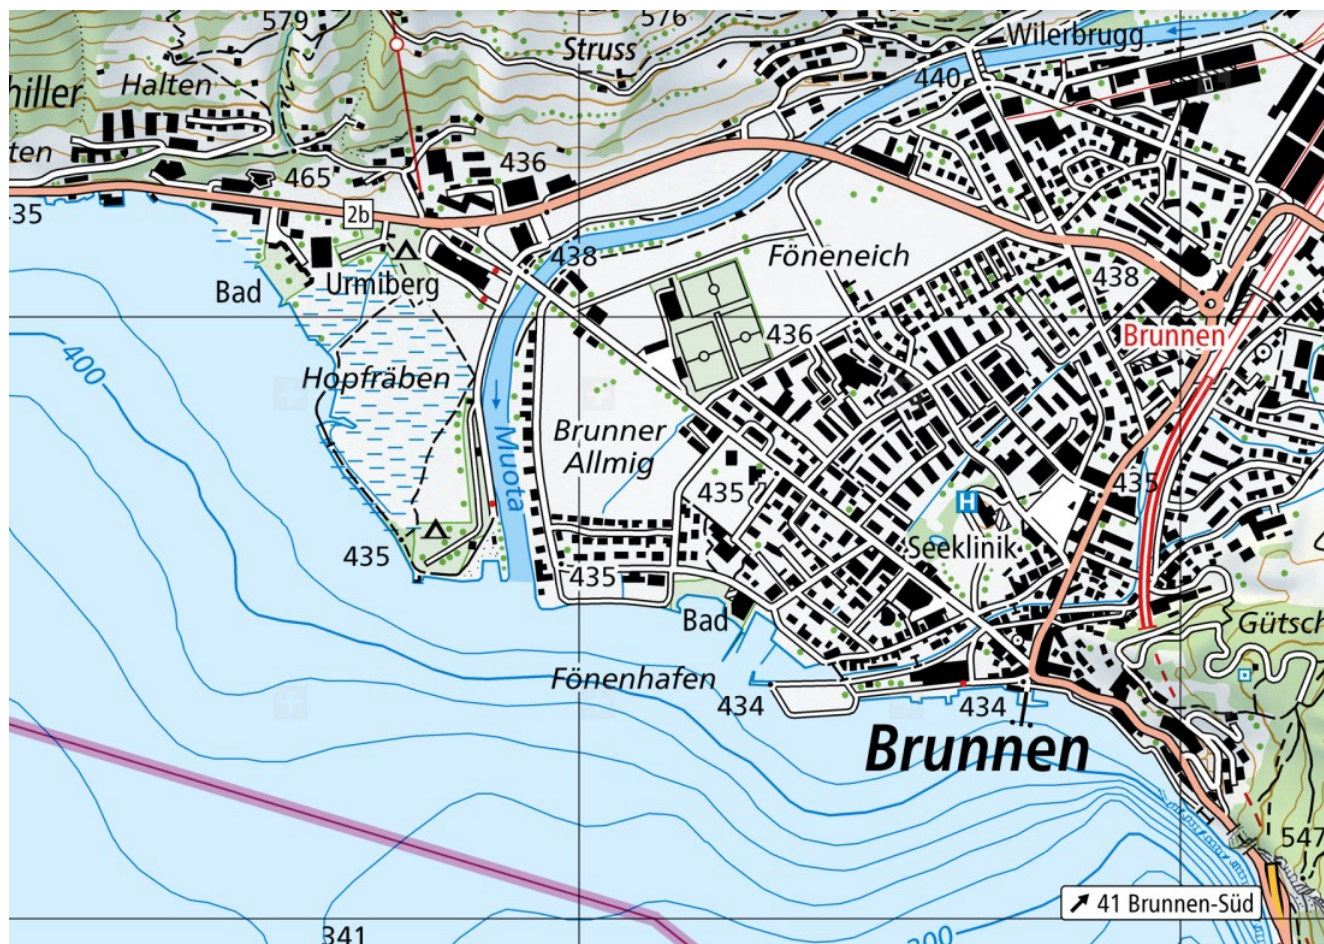 579
576
Struss
Wilerbrugg
hiller
Halten
440
ten
436
465
435
2b
438
Föneneich
Bad
Urmiberg
438
436
Brunnen
400
Hopfräben
Brunner
Allmig
Muota
435
435
H
435
Seeklinik
435
Bad
Gütsch
Fönenhafen
434
434
Brunnen
547
41 Brunnen-Süd
341
300